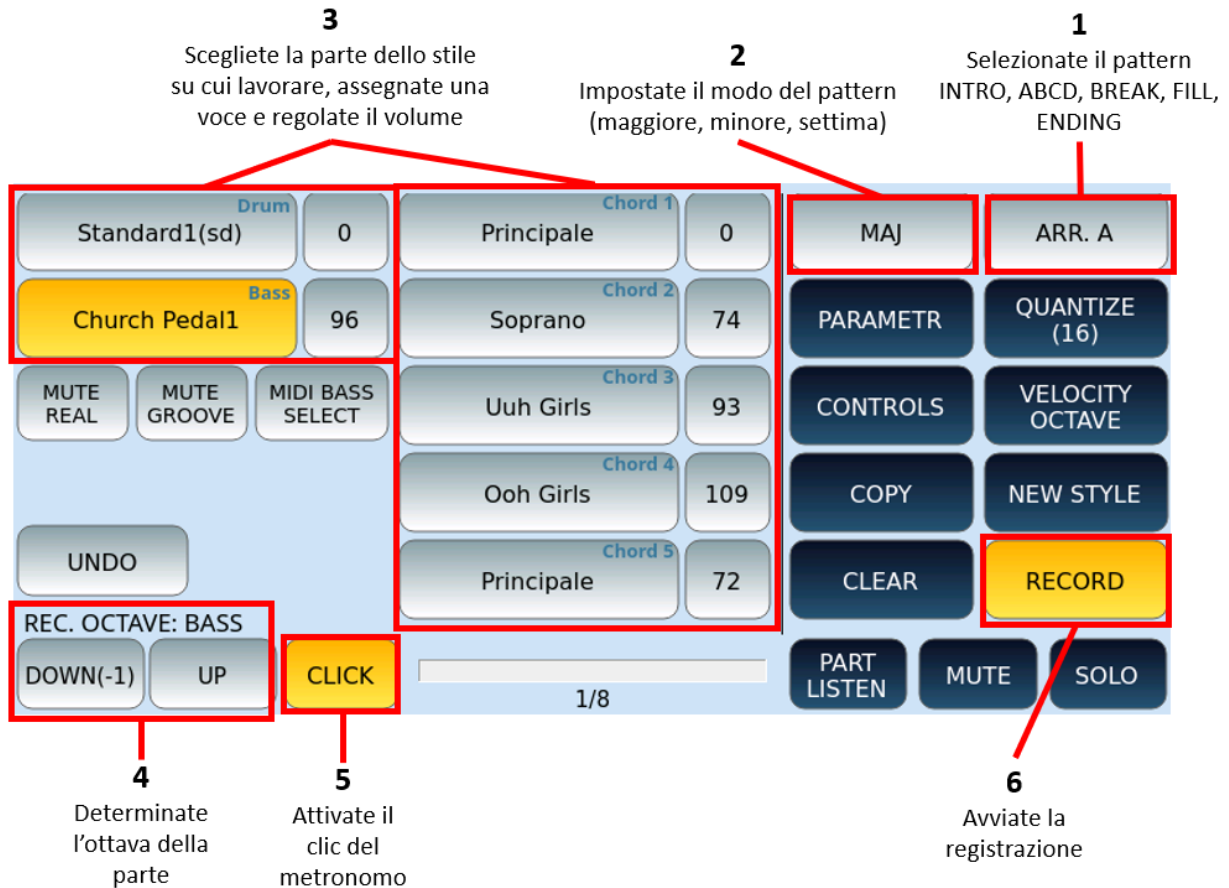 3
Scegliete la parte dello stile
su cui lavorare, assegnate una
voce e regolate il volume
2
Impostate il modo del pattern
(maggiore, minore, settima)
1
Selezionate il pattern
INTRO, ABCD, BREAK, FILL,
ENDING
Drum
Standard1(sd)
0
Bass
Church Pedal1
96
MUTE
REAL
MUTE
GROOVE
MIDI BASS
SELECT
UNDO
REC. OCTAVE: BASS
DOWN(-1)
UP
CLICK
Chord 1
Principale
0
Chord 2
Soprano
74
Chord 3
Uuh Girls
93
Chord 4
Ooh Girls
109
Chord 5
Principale
72
1/8
MAJ
ARR. A
PARAMETR
QUANTIZE
(16)
CONTROLS
VELOCITY
OCTAVE
COPY
NEW STYLE
CLEAR
RECORD
PART
LISTEN
MUTE
SOLO
4
Determinate
l'ottava della
parte
5
Attivate il
clic del
metronomo
6
Avviate la
registrazione